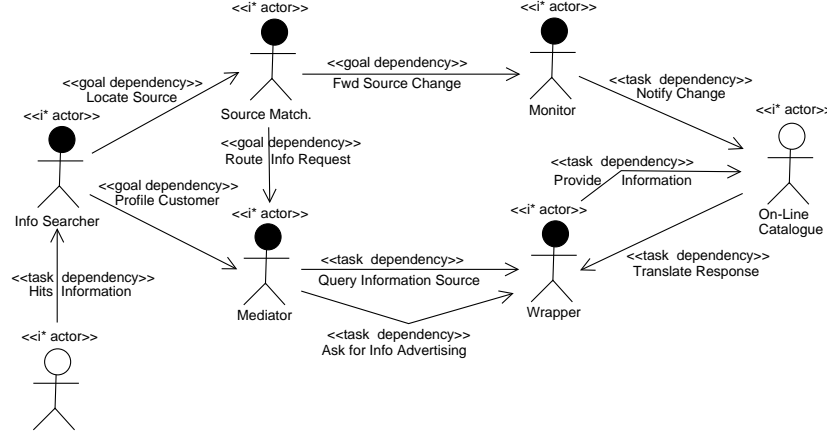 <<i* actor>>
<<i* actor>>
<<goal dependency>>
Fwd Source Change
<<goal dependency>>
Locate Source
<<task dependency>>
Notify Change
<<i* actor>>
<<i* actor>>
Source Match.
Monitor
<<goal dependency>>
Route Info Request
<<task dependency>>
Provide Information
<<goal dependency>>
Profile Customer
<<i* actor>>
<<i* actor>>
Info Searcher
On-Line
Catalogue
<<task dependency>>
Query Information Source
<<task dependency>>
Translate Response
<<task dependency>>
Hits Information
Mediator
Wrapper
<<task dependency>>
Ask for Info Advertising
<<i* actor>>